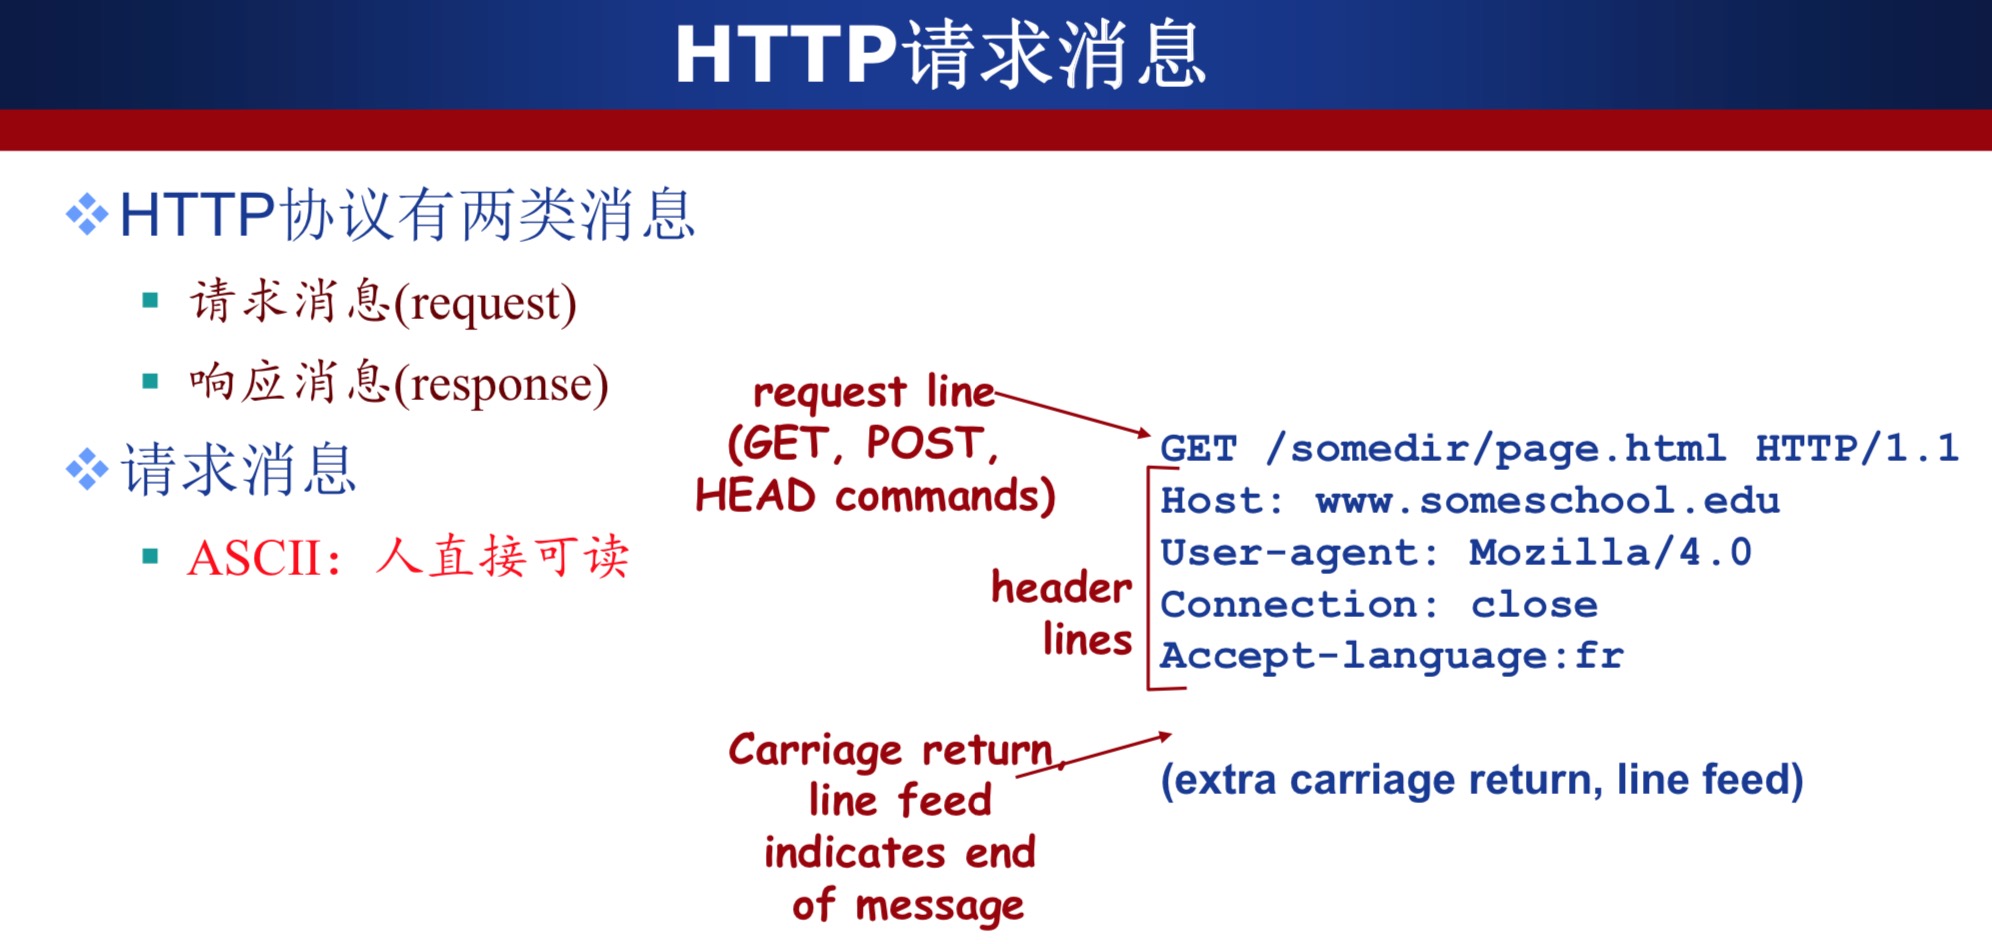 HTTP请求消息
HTTP协议有两类消息
请求消息(request)
响应消息(response)
请求消息
ASCII：人直接可读
request line
(GET, POST,
HEAD commands)
header
lines
Carriage return,
line feed
indicates end
of message
GET /somedir/page.html HTTP/1.1
Host: www.someschool.edu
User-agent: Mozilla/4.0
Connection: close
Accept-language:fr
(extra carriage return, line feed)